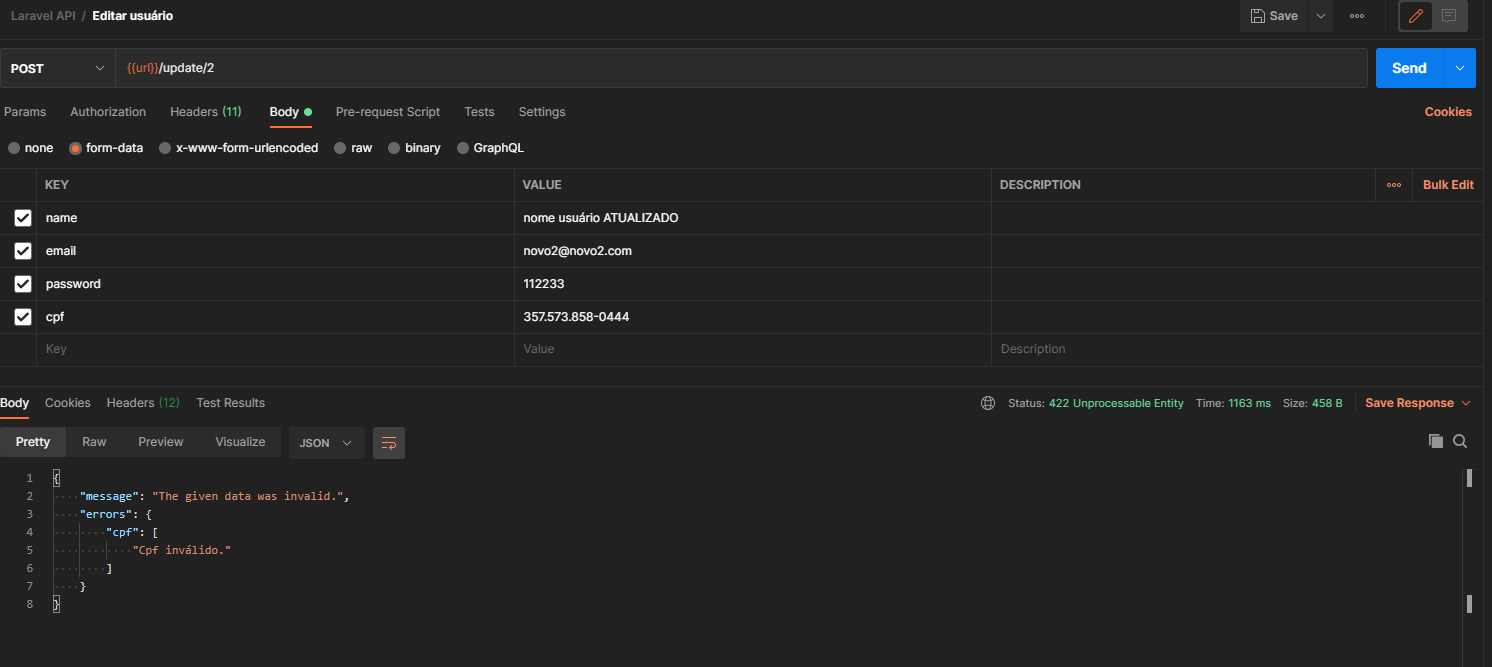 Laravel API / Editar usuário
Save
POST {{url}}/update/2 Send
Params Authorization Headers (11) Body Pre-request Script Tests Settings Cookies
none form-data x-www-form-urlencoded raw binary GraphQL
KEY VALUE DESCRIPTION Bulk Edit
name nome usuário ATUALIZADO
email novo2@novo2.com
password 112233
cpf 357.573.858-0444
Key Value Description
Body Cookies Headers (12) Test Results Status: 422 Unprocessable Entity Time: 1163 ms Size: 458 B Save Response
Pretty Raw Preview Visualize JSON
1 {
2 "message": "The given data was invalid.",
3 "errors": {
4 "cpf": [
5 "Cpf inválido."
6 ]
7 }
8 }